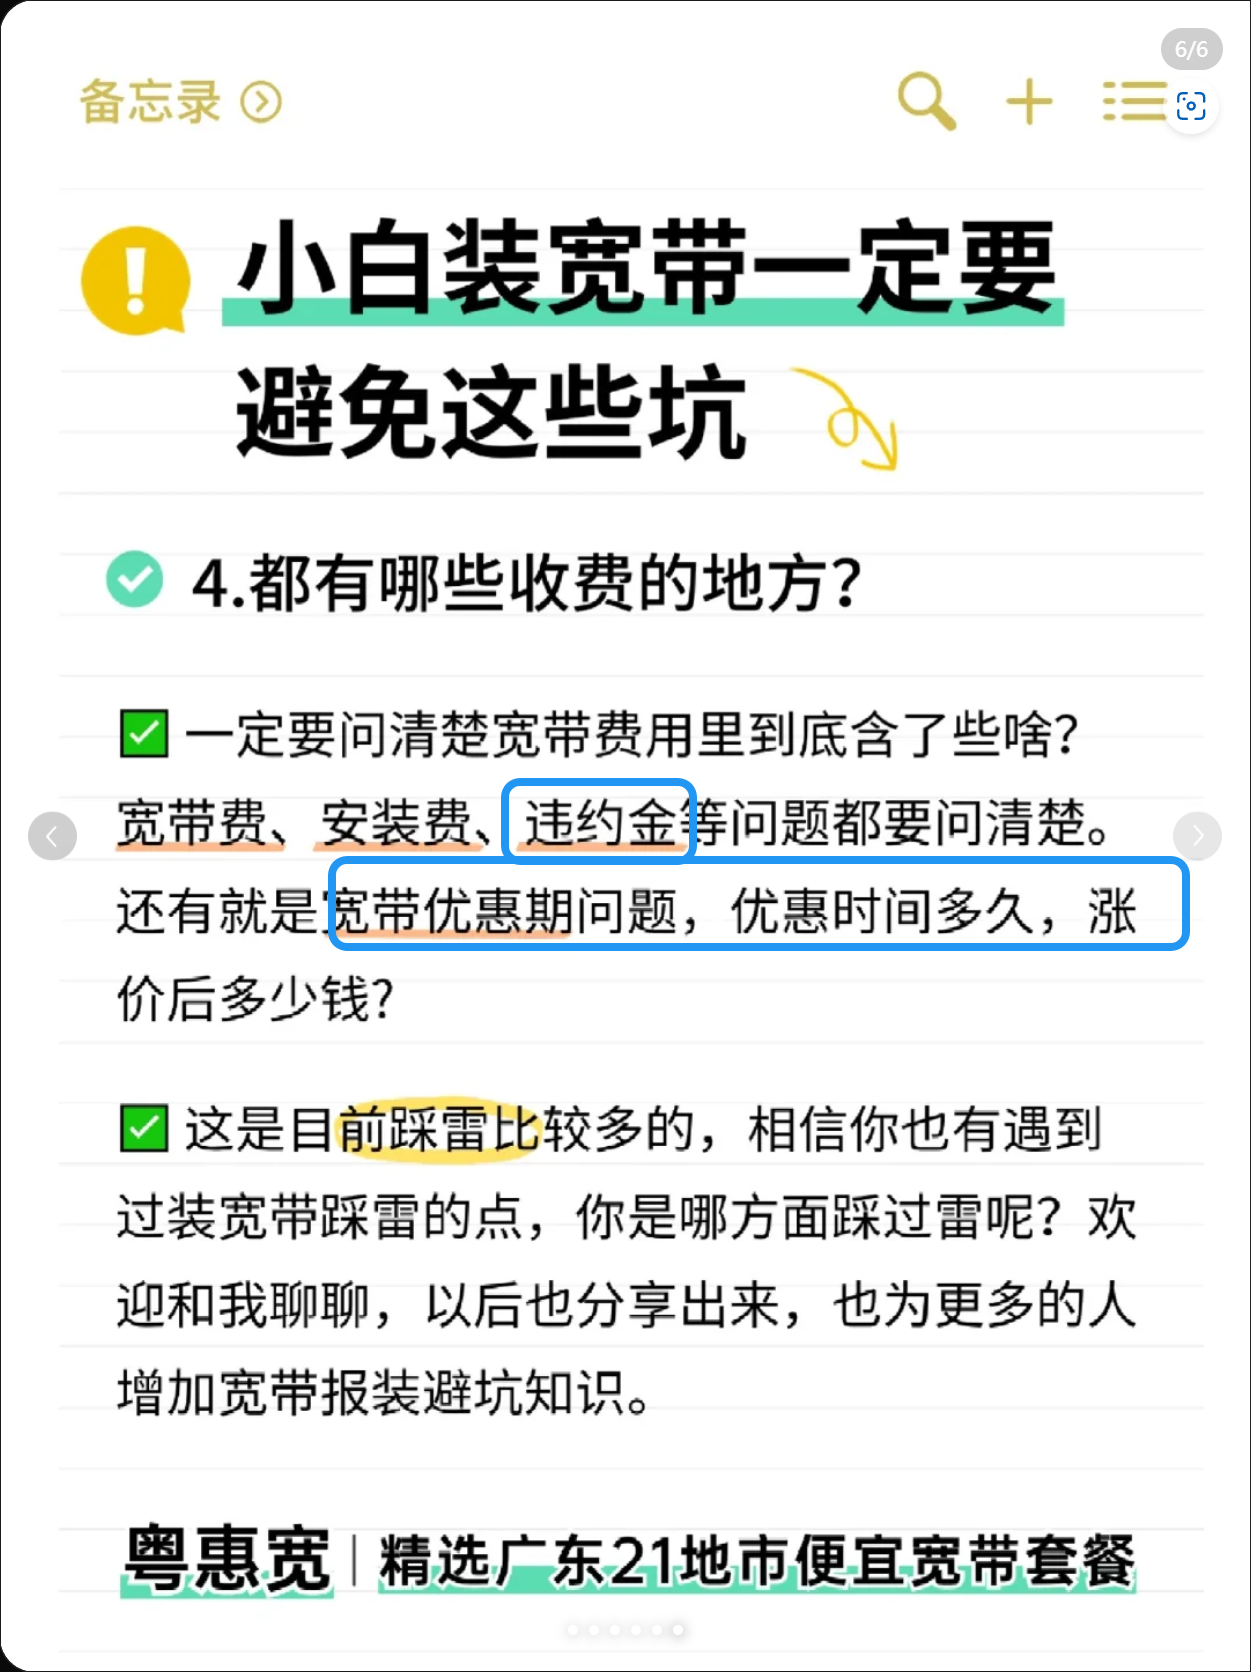 6/6
备忘录
小白装宽带一定要
避免这些坑
4.都有哪些收费的地方？
一定要问清楚宽带费用里到底含了些啥？
宽带费、安装费、违约金等问题都要问清楚。
还有就是宽带优惠期问题，优惠时间多久，涨
价后多少钱？
这是目前踩雷比较多的，相信你也有遇到
过装宽带踩雷的点，你是哪方面踩过雷呢？欢
迎和我聊聊，以后也分享出来，也为更多的人
增加宽带报装避坑知识。
粤惠宽｜精选广东21地市便宜宽带套餐